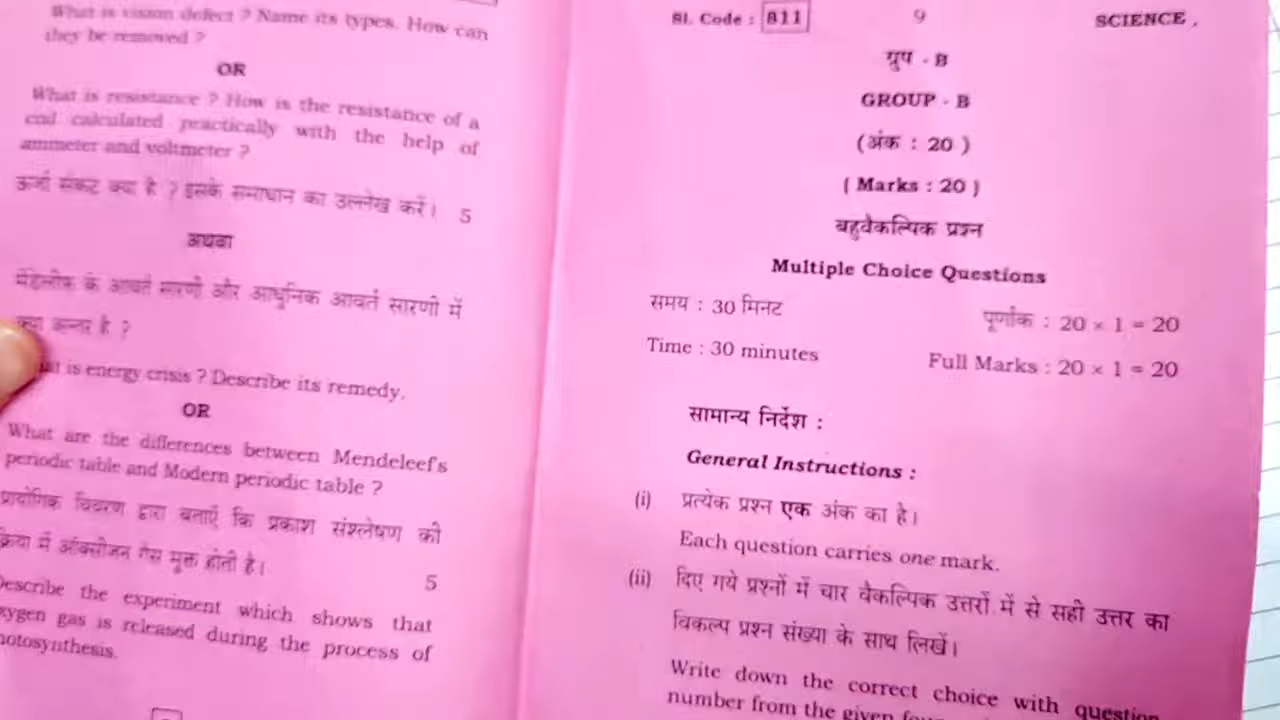 What is vision defect ? Name its types. How can
they be removed ?
OR
What is resistance ? How is the resistance of a
coil calculated practically with the help of
ammeter and voltmeter ?
ऊर्जा संकट क्या है ? इसके समाधान का उल्लेख करें। 5
अथवा
मेंडेलीफ के आवर्त सारणी और आधुनिक आवर्त सारणी में
क्या अन्तर है ?
at is energy crisis ? Describe its remedy.
OR
What are the differences between Mendeleef's
periodic table and Modern periodic table ?
प्रायोगिक विवरण द्वारा बताएँ कि प्रकाश संश्लेषण की
क्रिया में ऑक्सीजन गैस मुक्त होती है। 5
Describe the experiment which shows that
oxygen gas is released during the process of
photosynthesis.
Sl. Code : 811 9 SCIENCE
ग्रुप - B
GROUP - B
(अंक : 20 )
( Marks : 20 )
बहुवैकल्पिक प्रश्न
Multiple Choice Questions
समय : 30 मिनट पूर्णांक : 20 × 1 = 20
Time : 30 minutes Full Marks : 20 × 1 = 20
सामान्य निर्देश :
General Instructions :
(i) प्रत्येक प्रश्न एक अंक का है।
Each question carries one mark.
(ii) दिए गये प्रश्नों में चार वैकल्पिक उत्तरों में से सही उत्तर का
विकल्प प्रश्न संख्या के साथ लिखें।
Write down the correct choice with question
number from the given four